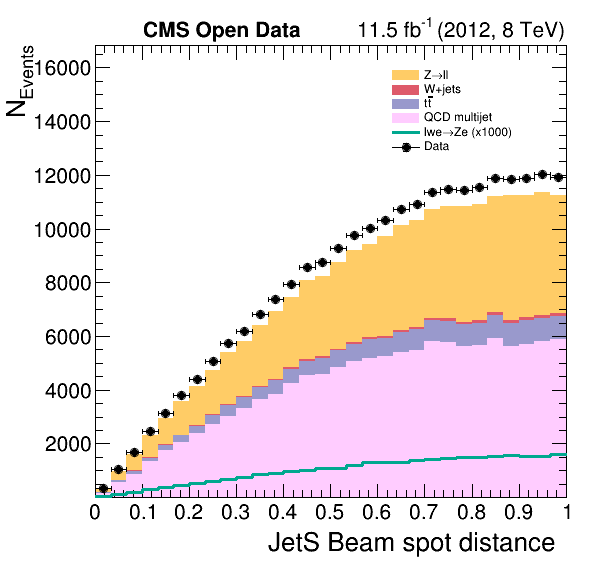 CMS Open Data 11.5 fb⁻¹ (2012, 8 TeV)
N_Events
16000
14000
12000
10000
8000
6000
4000
2000
Z→ll
W+jets
tt̄
QCD multijet
lwe→Ze (x1000)
Data
0 0.1 0.2 0.3 0.4 0.5 0.6 0.7 0.8 0.9 1
JetS Beam spot distance